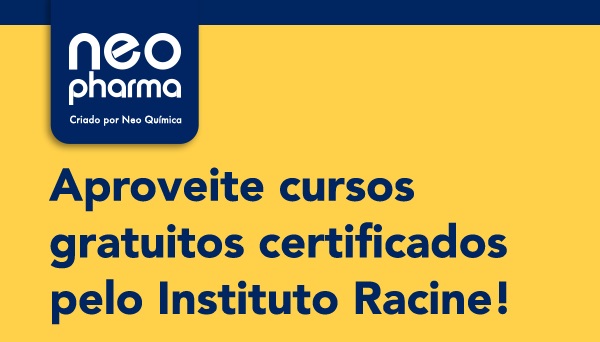 neo
pharma
Criado por Neo Química
Aproveite cursos
gratuitos certificados
pelo Instituto Racine!